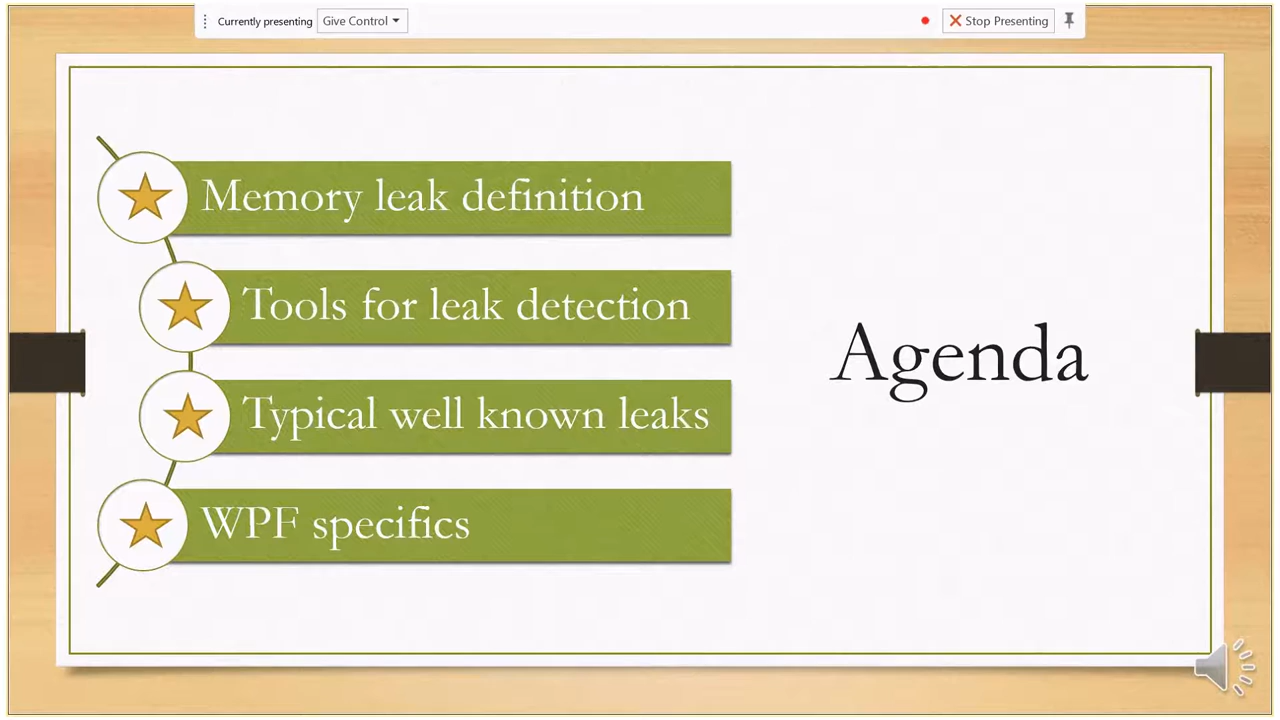 Currently presenting Give Control Stop Presenting
Memory leak definition
Tools for leak detection
Typical well known leaks
WPF specifics
Agenda